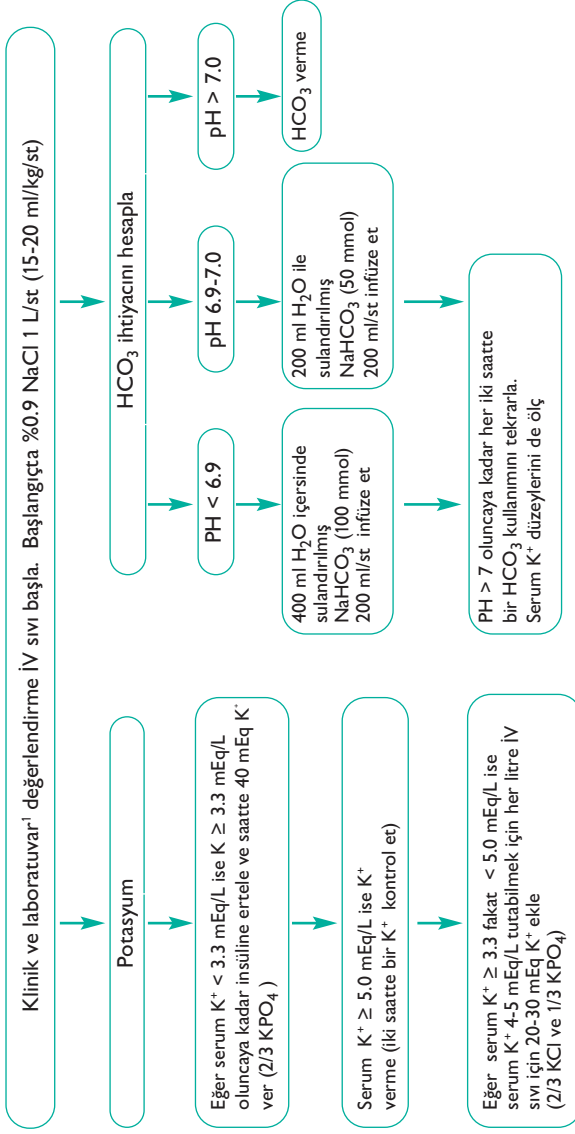 Klinik ve laboratuvar¹ değerlendirme İV sıvı başla. Başlangıçta %0.9 NaCl 1 L/st (15-20 ml/kg/st)
Potasyum
Eğer serum K⁺ < 3.3 mEq/L ise K ≥ 3.3 mEq/L
oluncaya kadar insüline ertele ve saatte 40 mEq K⁺
ver (2/3 KPO₄ )
Serum K⁺ ≥ 5.0 mEq/L ise K⁺
verme (iki saatte bir K⁺ kontrol et)
Eğer serum K⁺ ≥ 3.3 fakat < 5.0 mEq/L ise
serum K⁺ 4-5 mEq/L tutabilmek için her litre İV
sıvı için 20-30 mEq K⁺ ekle
(2/3 KCl ve 1/3 KPO₄)
HCO₃ ihtiyacını hesapla
PH < 6.9
400 ml H₂O içersinde
sulandırılmış
NaHCO₃ (100 mmol)
200 ml/st infüze et
pH 6.9-7.0
200 ml H₂O ile
sulandırılmış
NaHCO₃ (50 mmol)
200 ml/st infüze et
PH > 7 oluncaya kadar her iki saatte
bir HCO₃ kullanımını tekrarla.
Serum K⁺ düzeylerini de ölç
pH > 7.0
HCO₃ verme